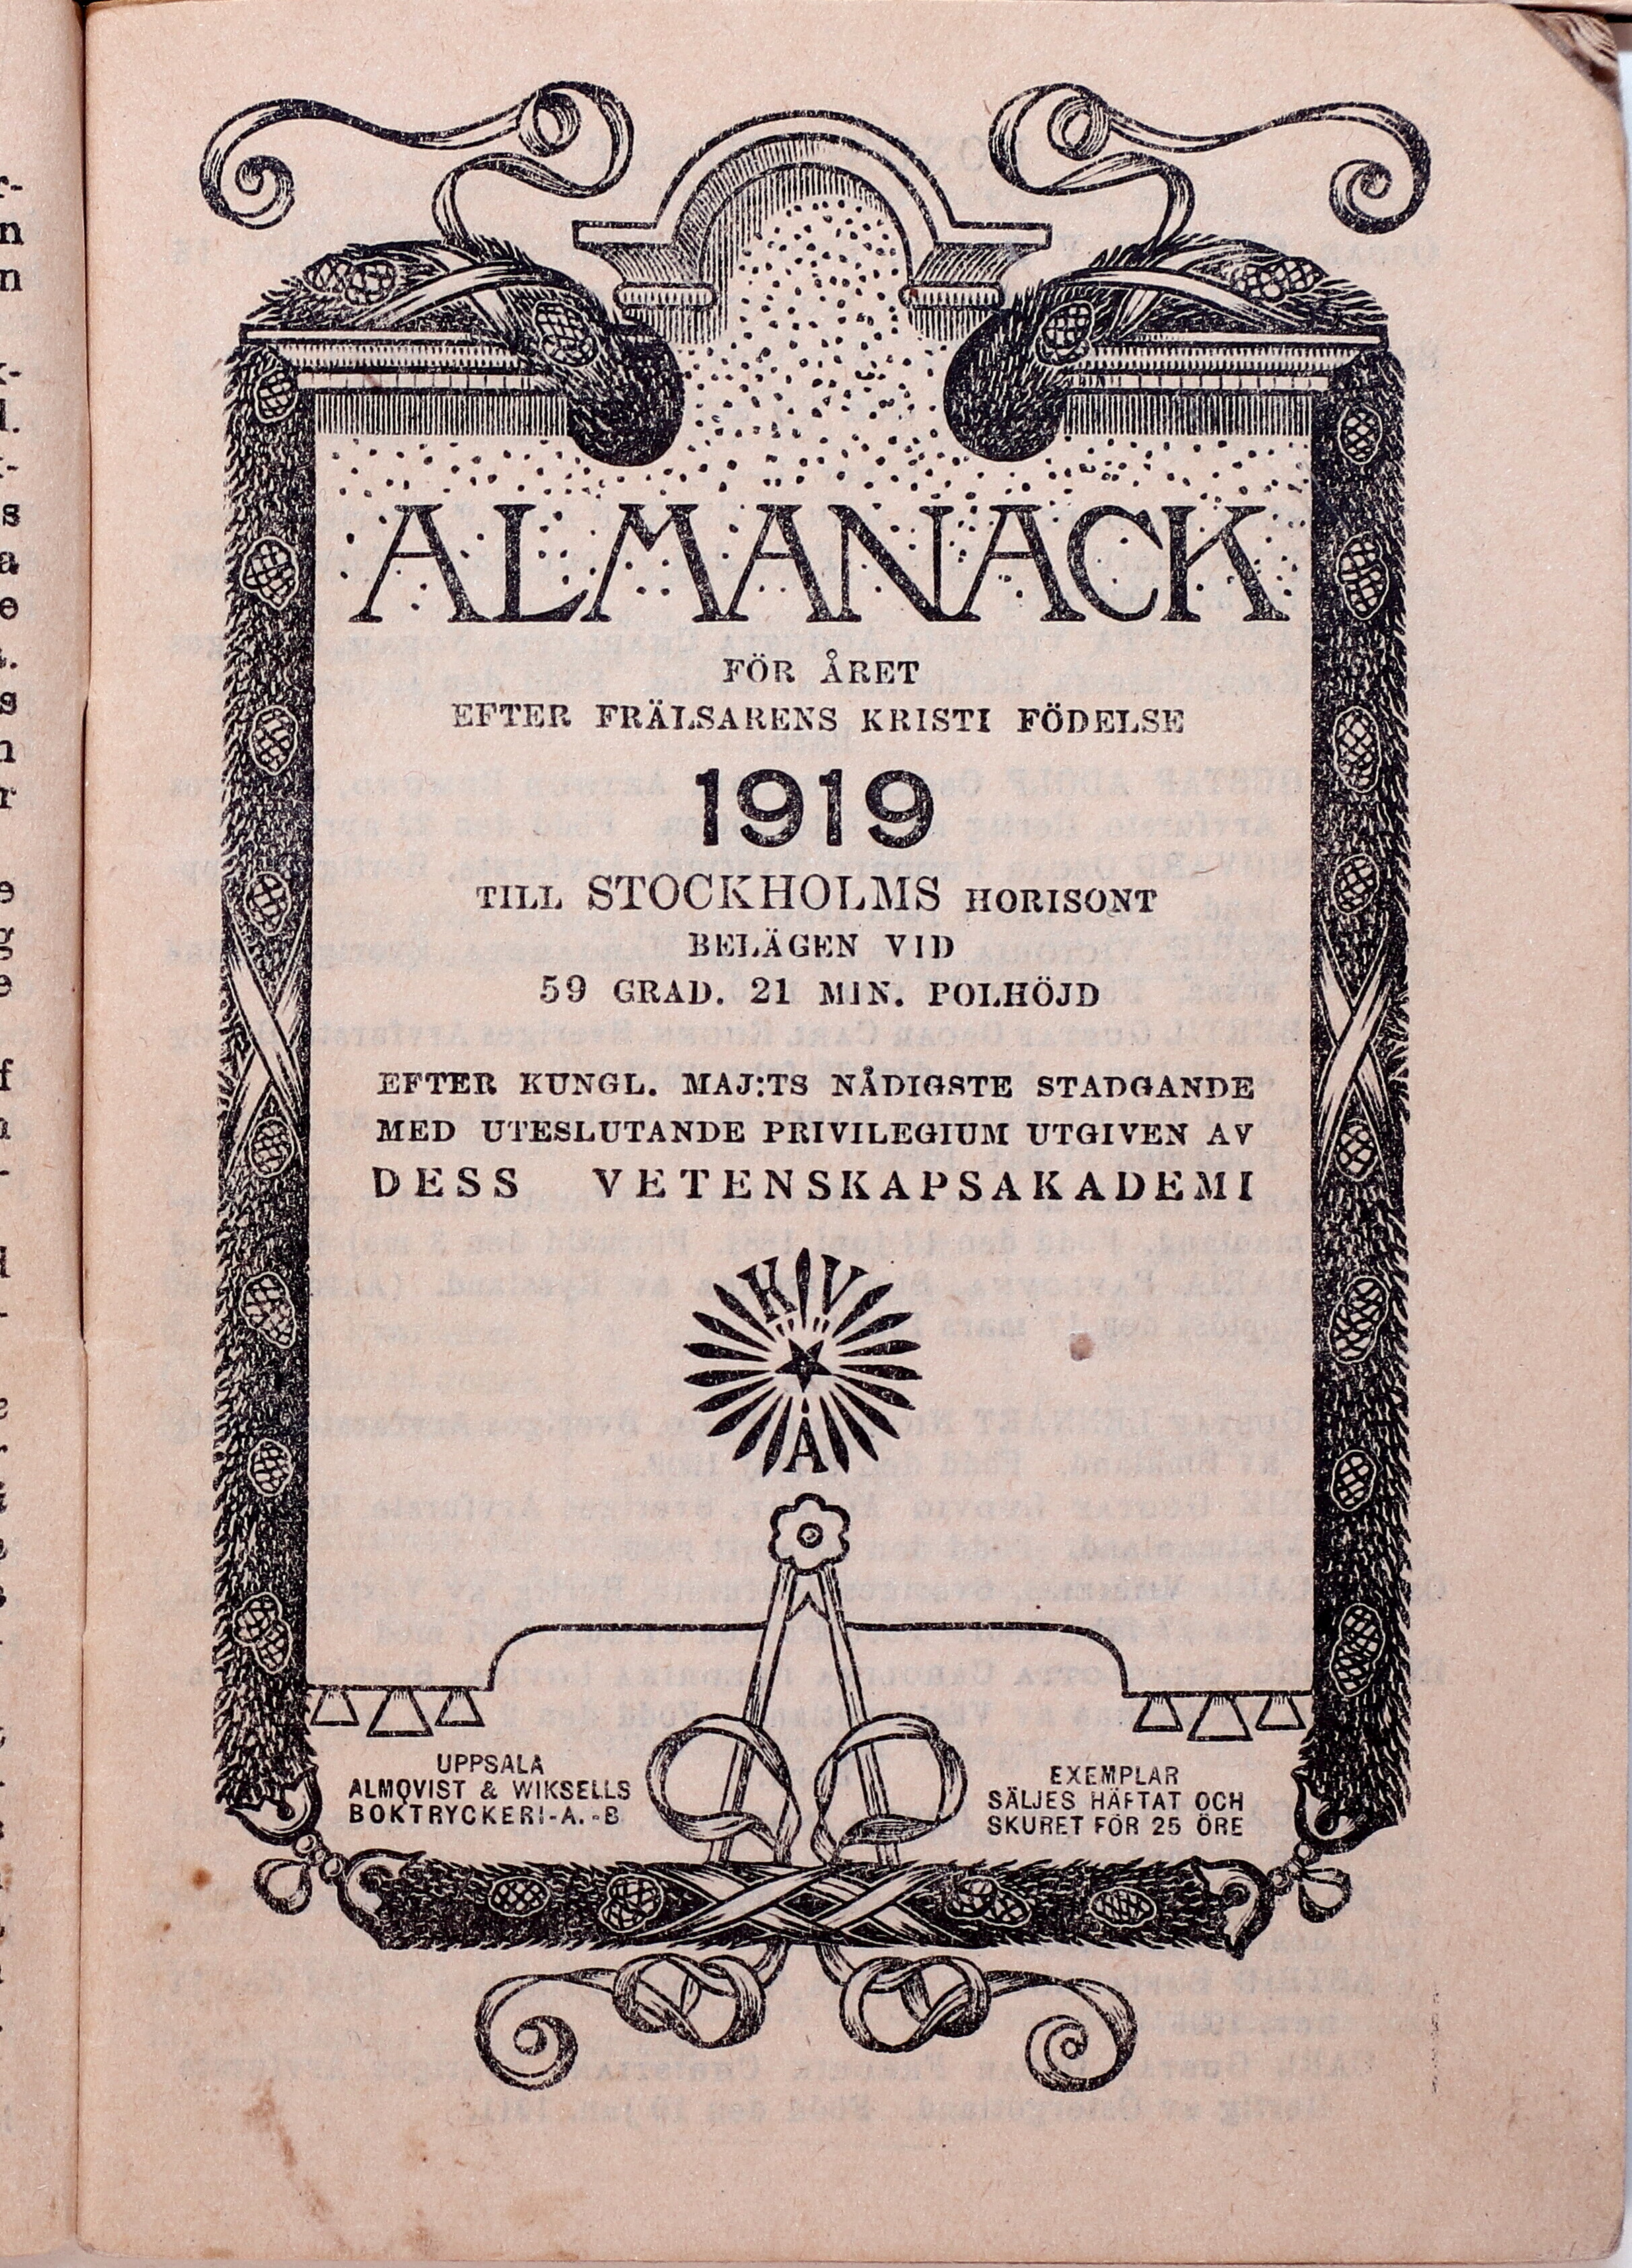 ALMANACK
FÖR ÅRET
EFTER FRÄLSARENS KRISTI FÖDELSE
1919
TILL STOCKHOLMS HORISONT
BELÄGEN VID
59 GRAD. 21 MIN. POLHÖJD
EFTER KUNGL. MAJ:TS NÅDIGSTE STADGANDE
MED UTESLUTANDE PRIVILEGIUM UTGIVEN AV
DESS VETENSKAPSAKADEMI
KV
A
UPPSALA
ALMQVIST & WIKSELLS
BOKTRYCKERI-A.-B
EXEMPLAR
SÄLJES HÄFTAT OCH
SKURET FÖR 25 ÖRE